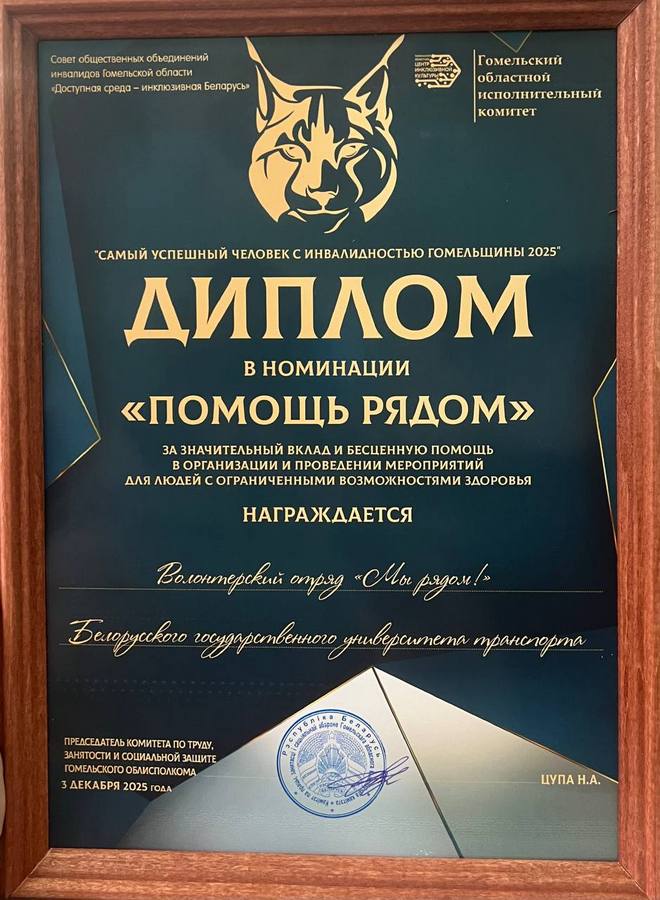 Совет общественных объединений
инвалидов Гомельской области
«Доступная среда – инклюзивная Беларусь»
ЦЕНТР
ИНКЛЮЗИВНОЙ
КУЛЬТУРЫ
Гомельский
областной
исполнительный
комитет
"САМЫЙ УСПЕШНЫЙ ЧЕЛОВЕК С ИНВАЛИДНОСТЬЮ ГОМЕЛЬЩИНЫ 2025"
ДИПЛОМ
В НОМИНАЦИИ
«ПОМОЩЬ РЯДОМ»
ЗА ЗНАЧИТЕЛЬНЫЙ ВКЛАД И БЕСЦЕННУЮ ПОМОЩЬ
В ОРГАНИЗАЦИИ И ПРОВЕДЕНИИ МЕРОПРИЯТИЙ
ДЛЯ ЛЮДЕЙ С ОГРАНИЧЕННЫМИ ВОЗМОЖНОСТЯМИ ЗДОРОВЬЯ
НАГРАЖДАЕТСЯ
Волонтерский отряд «Мы рядом!»
Белорусского государственного университета транспорта
ПРЕДСЕДАТЕЛЬ КОМИТЕТА ПО ТРУДУ,
ЗАНЯТОСТИ И СОЦИАЛЬНОЙ ЗАЩИТЕ
ГОМЕЛЬСКОГО ОБЛИСПОЛКОМА
3 ДЕКАБРЯ 2025 ГОДА
Рэспубліка Беларусь
ЦУПА Н.А.